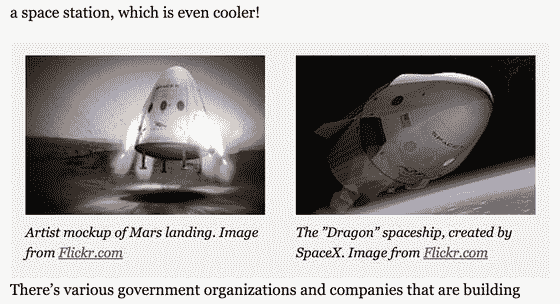 a space station, which is even cooler!
Artist mockup of Mars landing. Image
from Flickr.com
The ”Dragon” spaceship, created by
SpaceX. Image from Flickr.com
There’s various government organizations and companies that are building